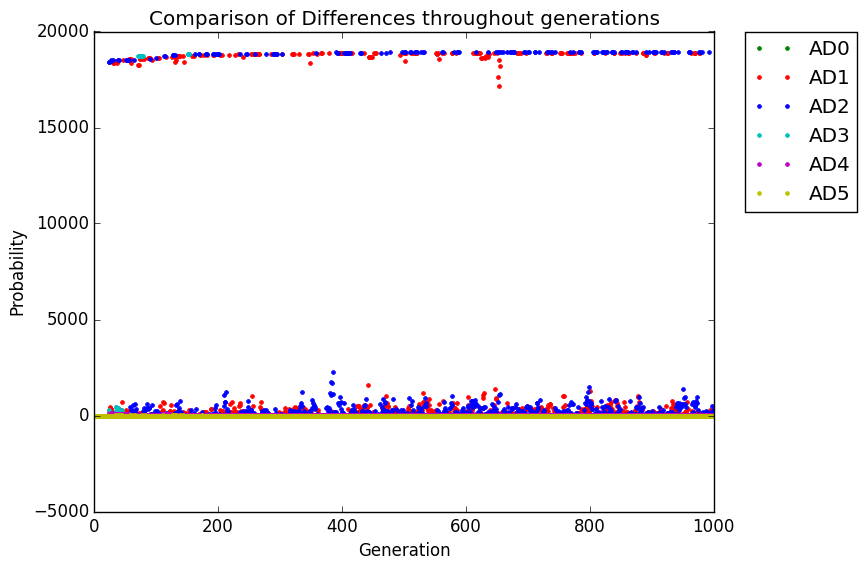 Comparison of Differences throughout generations
20000
15000
10000
5000
0
−5000
Probability
0 200 400 600 800 1000
Generation
AD0
AD1
AD2
AD3
AD4
AD5